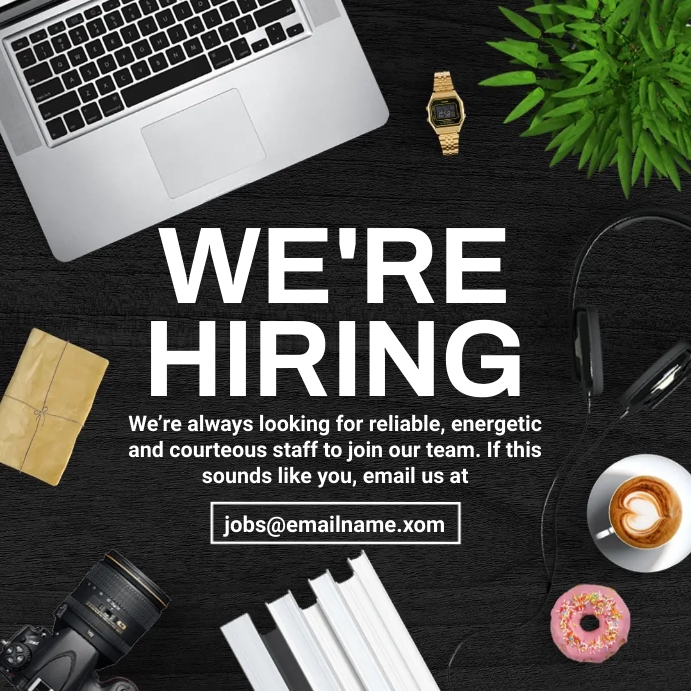 WE'RE
HIRING
We’re always looking for reliable, energetic
and courteous staff to join our team. If this
sounds like you, email us at
jobs@emailname.xom